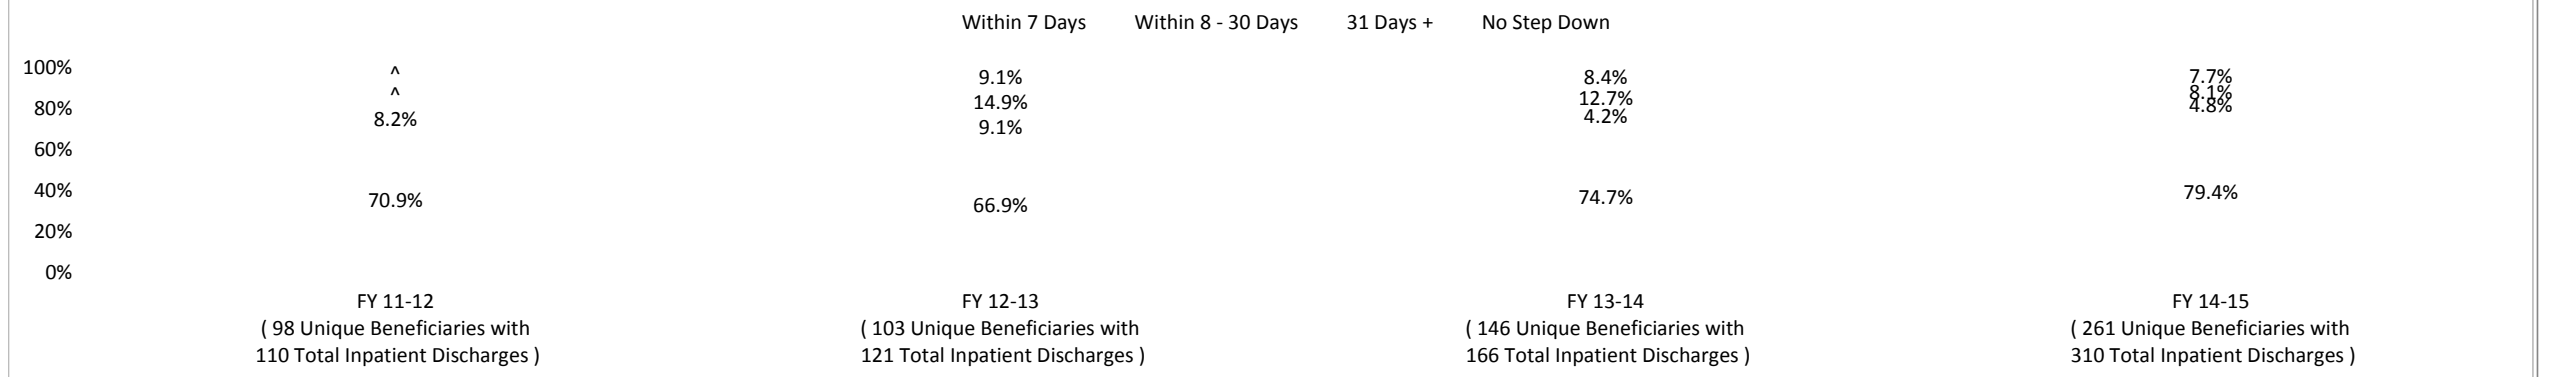 Within 7 Days Within 8 - 30 Days 31 Days + No Step Down
100% ^ 9.1% 8.4% 7.7%
^ 14.9% 12.7% 8.1%
80% 8.2% 9.1% 4.2% 4.8%
60%
40% 70.9% 66.9% 74.7% 79.4%
20%
0%
FY 11-12 FY 12-13 FY 13-14 FY 14-15
( 98 Unique Beneficiaries with ( 103 Unique Beneficiaries with ( 146 Unique Beneficiaries with ( 261 Unique Beneficiaries with
110 Total Inpatient Discharges ) 121 Total Inpatient Discharges ) 166 Total Inpatient Discharges ) 310 Total Inpatient Discharges )